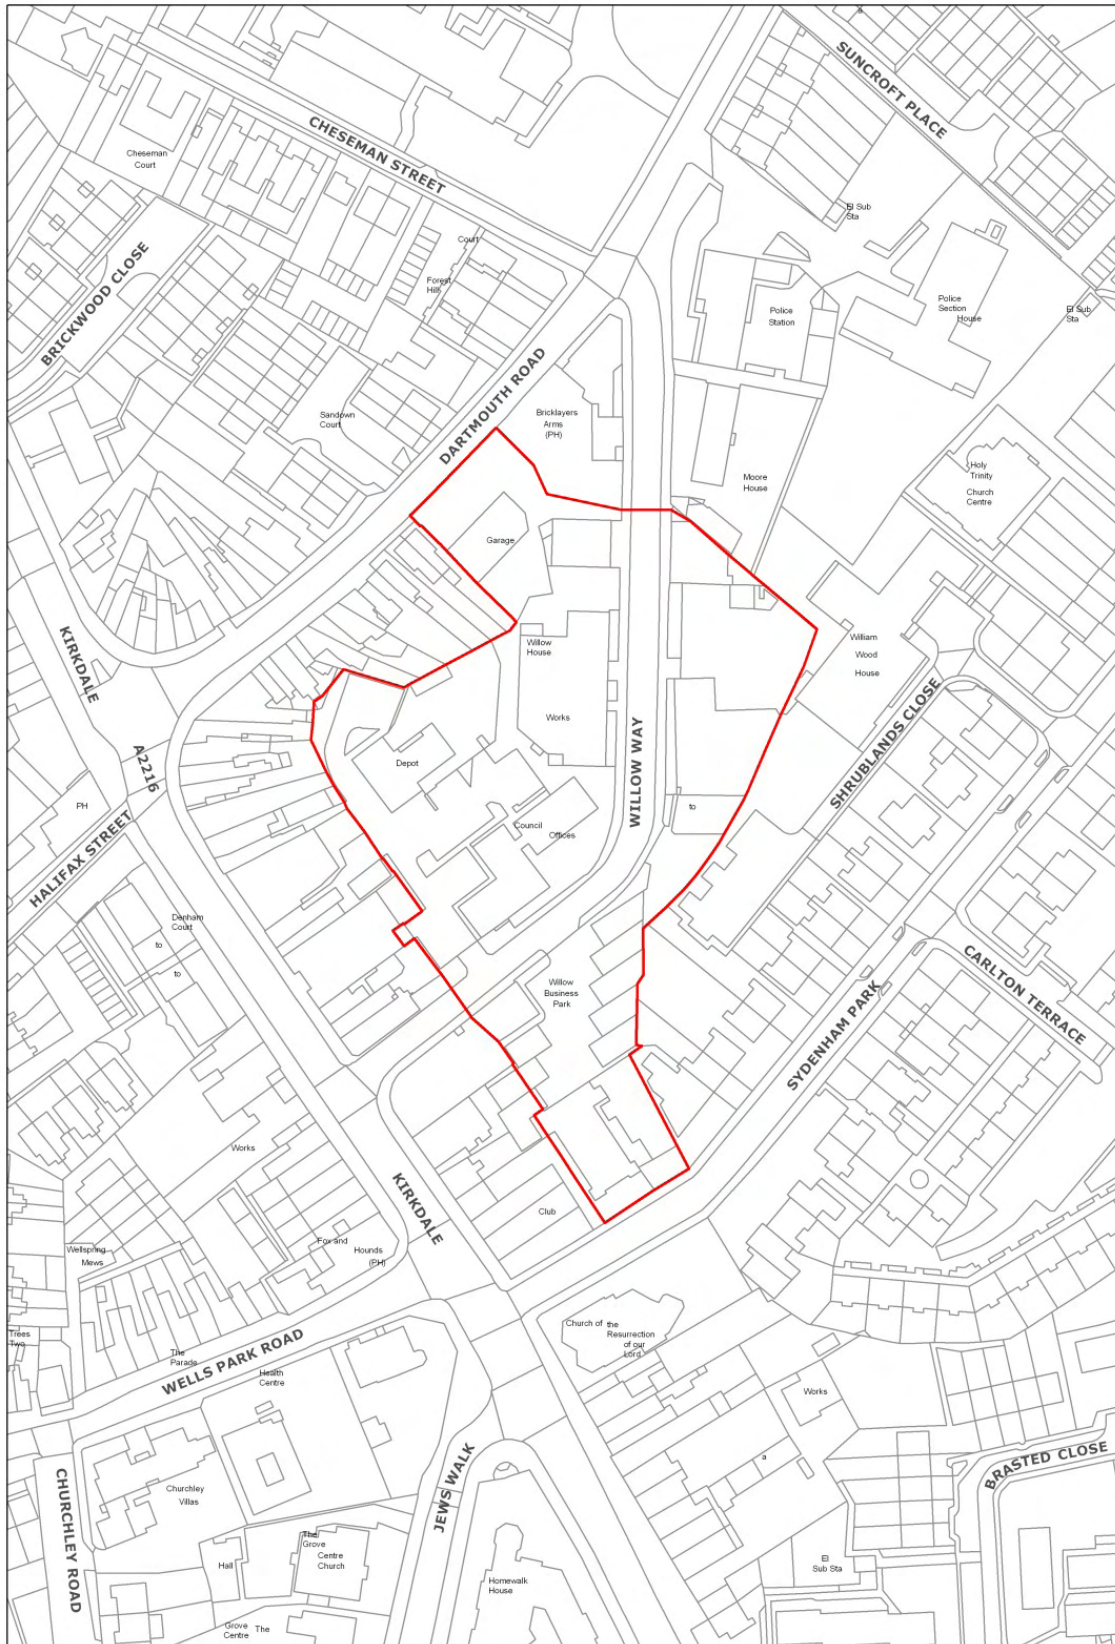 SUNCROFT PLACE
CHESEMAN STREET
Cheseman
Court
El Sub
Sta
Court
Forest
Hills
BRICKWOOD CLOSE
Police
Station
Police
Section
House
El Sub
Sta
DARTMOUTH ROAD
Sandown
Court
Bricklayers
Arms
(PH)
Moore
House
Holy
Trinity
Church
Centre
Garage
KIRKDALE
Willow
House
William
Wood
House
Works
Depot
WILLOW WAY
SHRUBLANDS CLOSE
A2216
PH
to
Council
Offices
HALIFAX STREET
Denham
Court
to
to
Willow
Business
Park
CARLTON TERRACE
SYDENHAM PARK
Works
KIRKDALE
Club
Wellspring
Mews
Fox and
Hounds
(PH)
Trees
Two
The
Parade
WELLS PARK ROAD
Health
Centre
Church of the
Resurrection
of our
Lord
Works
a
BRASTED CLOSE
JEWS WALK
CHURCHLEY ROAD
Churchley
Villas
The
Grove
Centre
Church
Hall
Homewalk
House
El
Sub Sta
Grove
Centre
The